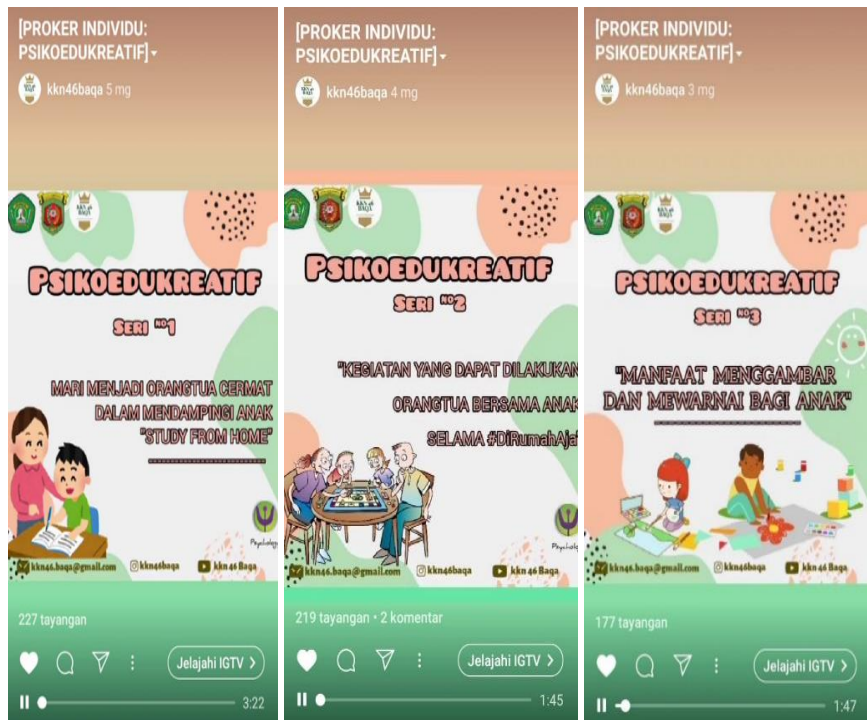 [PROKER INDIVIDU:
PSIKOEDUKREATIF]
kkn46baqa 5 mg
PSIKOEDUKREATIF
SERI NO1
MARI MENJADI ORANGTUA CERMAT
DALAM MENDAMPINGI ANAK
"STUDY FROM HOME"
kkn46.baqa@gmail.com kkn46baqa kkn 46 Baqa
227 tayangan
Jelajahi IGTV >
3:22
[PROKER INDIVIDU:
PSIKOEDUKREATIF]
kkn46baqa 4 mg
PSIKOEDUKREATIF
SERI NO2
"KEGIATAN YANG DAPAT DILAKUKAN
ORANGTUA BERSAMA ANAK
SELAMA #DiRumahAja"
kkn46.baqa@gmail.com kkn46baqa kkn 46 Baqa
219 tayangan • 2 komentar
Jelajahi IGTV >
1:45
[PROKER INDIVIDU:
PSIKOEDUKREATIF]
kkn46baqa 3 mg
PSIKOEDUKREATIF
SERI NO3
"MANFAAT MENGGAMBAR
DAN MEWARNAI BAGI ANAK"
kkn46.baqa@gmail.com kkn46baqa kkn 46 Baqa
177 tayangan
Jelajahi IGTV >
1:47